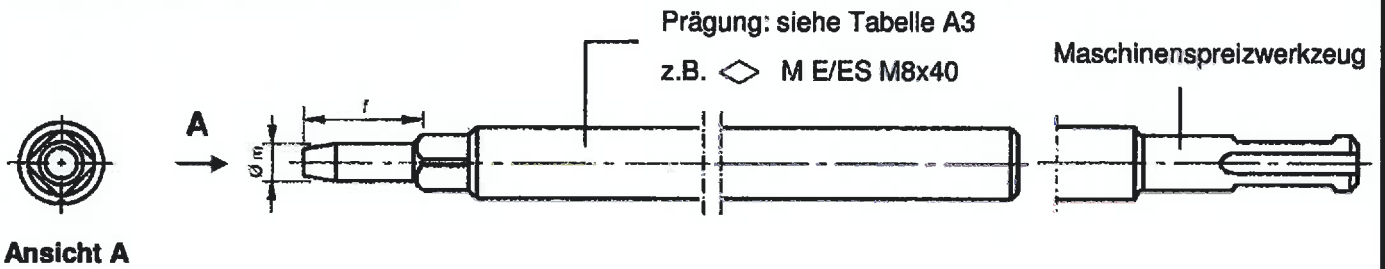 Prägung: siehe Tabelle A3
z.B. M E/ES M8x40
Maschinenspreizwerkzeug
f
A
Ø m
Ansicht A